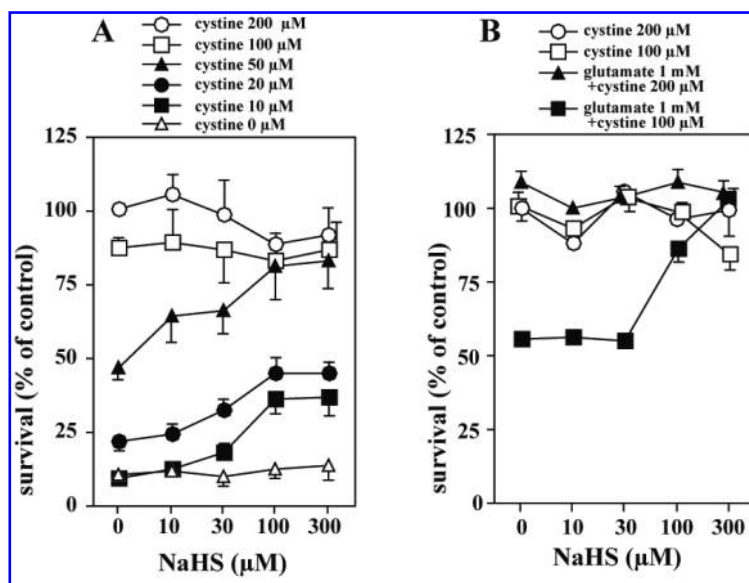 A
cystine 200 µM
cystine 100 µM
cystine 50 µM
cystine 20 µM
cystine 10 µM
cystine 0 µM
survival (% of control)
125
100
75
50
25
0
0 10 30 100 300
NaHS (µM)
B
cystine 200 µM
cystine 100 µM
glutamate 1 mM
+cystine 200 µM
glutamate 1 mM
+cystine 100 µM
survival (% of control)
125
100
75
50
25
0
0 10 30 100 300
NaHS (µM)